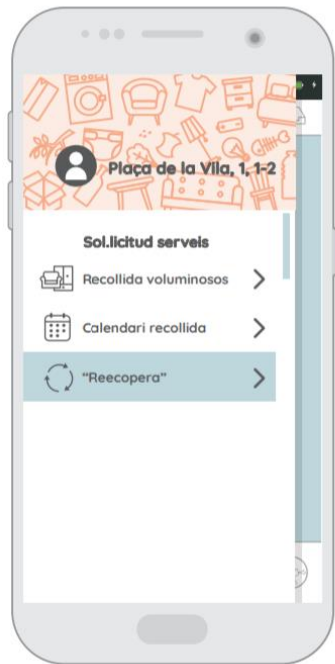 Plaça de la Vila, 1, 1-2
Sol.licitud serveis
Recollida voluminosos
Calendari recollida
"Reecopera"